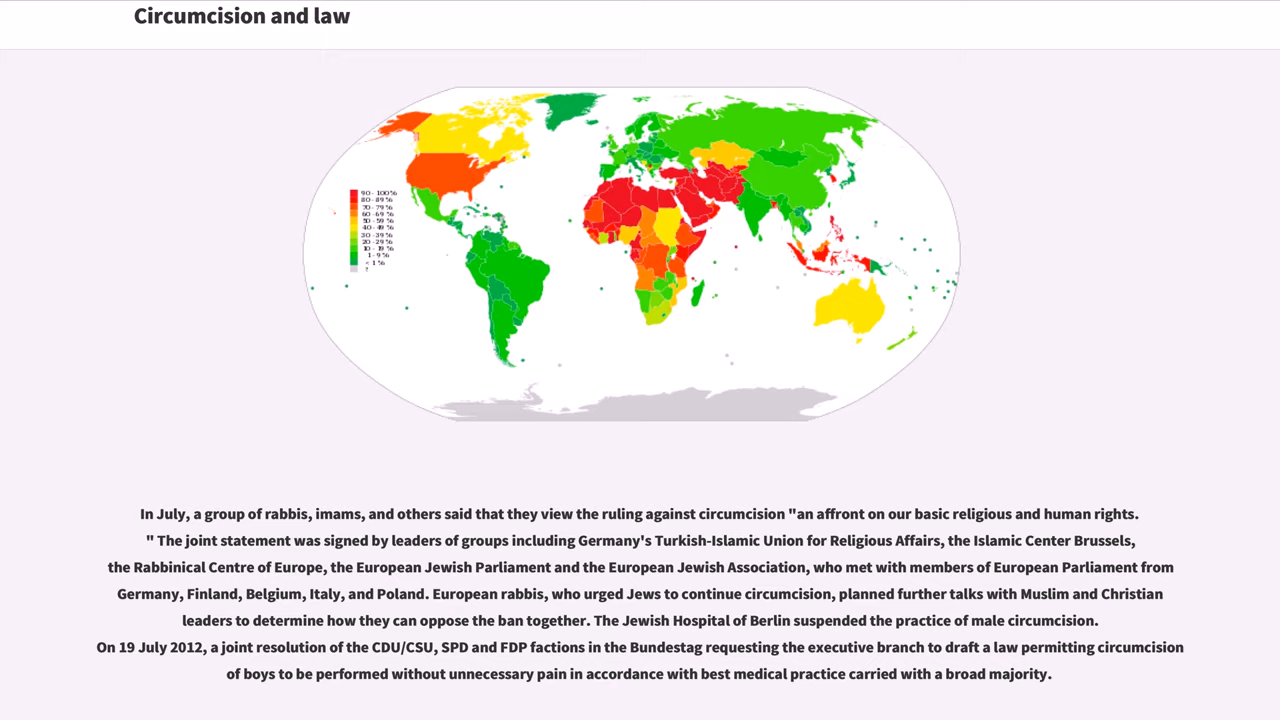 Circumcision and law
90 - 100%
80 - 89 %
70 - 79 %
60 - 69 %
50 - 59 %
40 - 49 %
30 - 39 %
20 - 29 %
10 - 19 %
1 - 9 %
< 1 %
?
In July, a group of rabbis, imams, and others said that they view the ruling against circumcision "an affront on our basic religious and human rights.
" The joint statement was signed by leaders of groups including Germany's Turkish-Islamic Union for Religious Affairs, the Islamic Center Brussels,
the Rabbinical Centre of Europe, the European Jewish Parliament and the European Jewish Association, who met with members of European Parliament from
Germany, Finland, Belgium, Italy, and Poland. European rabbis, who urged Jews to continue circumcision, planned further talks with Muslim and Christian
leaders to determine how they can oppose the ban together. The Jewish Hospital of Berlin suspended the practice of male circumcision.
On 19 July 2012, a joint resolution of the CDU/CSU, SPD and FDP factions in the Bundestag requesting the executive branch to draft a law permitting circumcision
of boys to be performed without unnecessary pain in accordance with best medical practice carried with a broad majority.